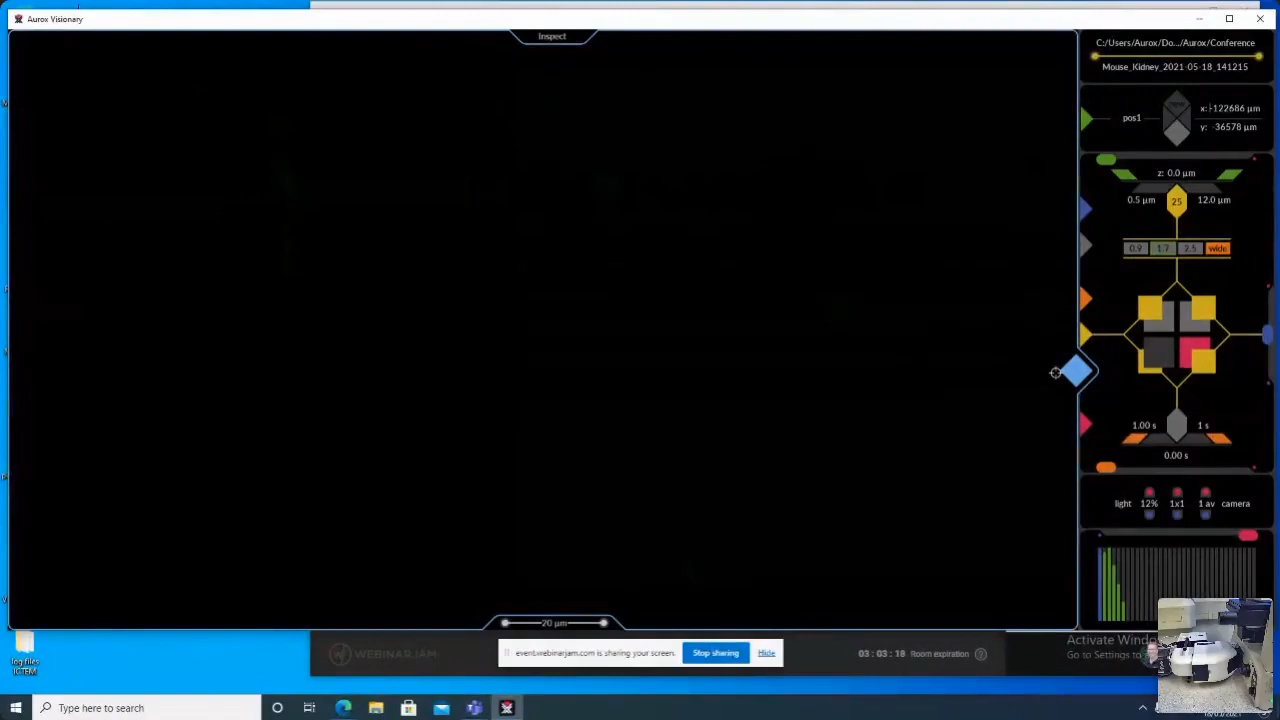 Aurox Visionary
Inspect
C:/Users/Aurox/Do.../Aurox/Conference
Mouse_Kidney_2021-05-18_141215
pos1
x:-122686 µm
y: -36578 µm
z: 0.0 µm
0.5 µm
25
12.0 µm
0.9
1.7
2.5
wide
1.00 s
1 s
0.00 s
light 12% 1x1 1 av camera
20 µm
log files
ICTEM
WEBINARJAM
event.webinarjam.com is sharing your screen.
Stop sharing
Hide
03 : 03 : 18
Room expiration
Activate Windo
Go to Settings to
Type here to search